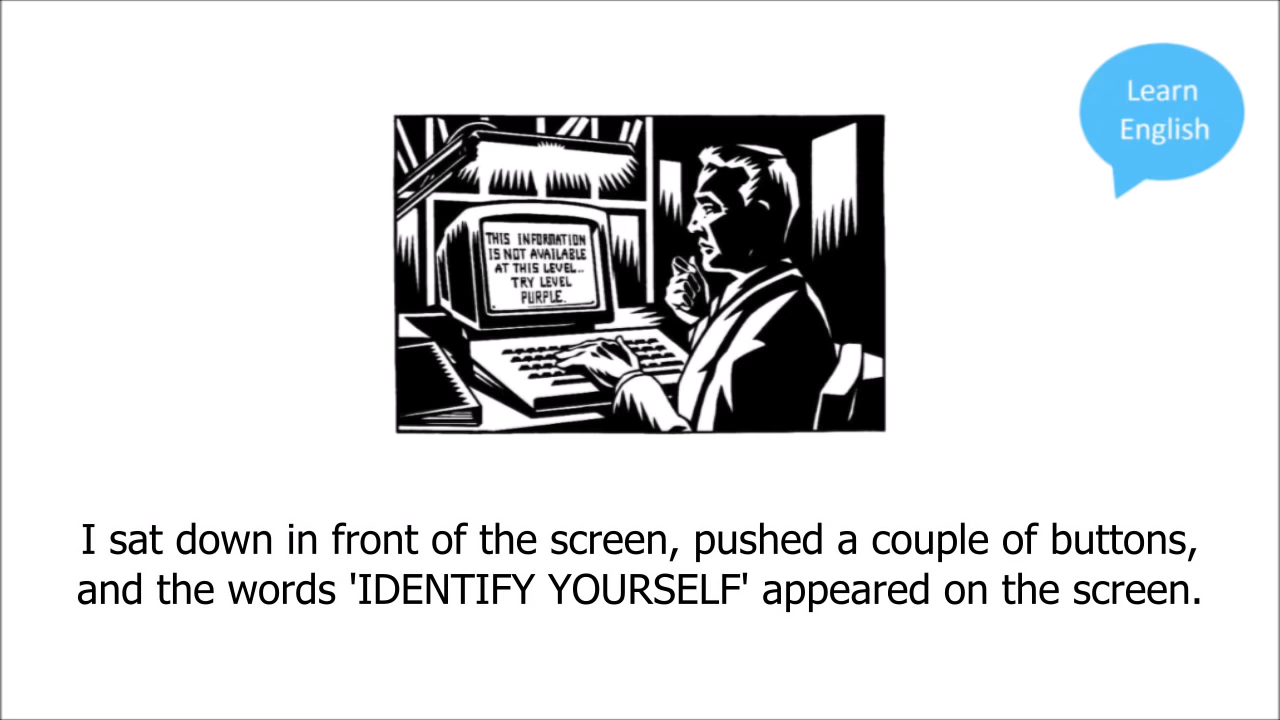 Learn
English
THIS INFORMATION
IS NOT AVAILABLE
AT THIS LEVEL..
TRY LEVEL
PURPLE.
I sat down in front of the screen, pushed a couple of buttons,
and the words 'IDENTIFY YOURSELF' appeared on the screen.